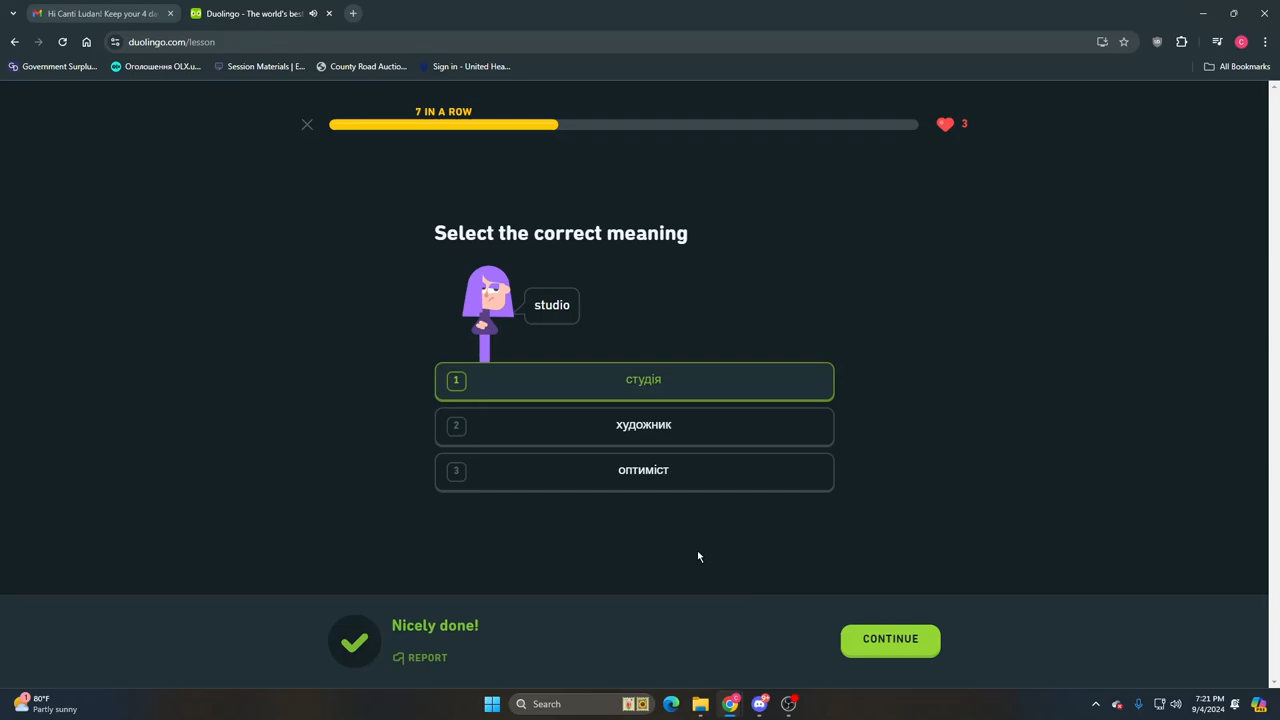 Hi Canti Ludan! Keep your 4 da
Duolingo - The world's bes
duolingo.com/lesson
Government Surplu...
Оголошення OLX.u...
Session Materials | E...
County Road Auctio...
Sign in - United Hea...
All Bookmarks
7 IN A ROW
3
Select the correct meaning
studio
1 студія
2 художник
3 оптиміст
Nicely done!
REPORT
CONTINUE
80°F
Partly sunny
Search
7:21 PM
9/4/2024